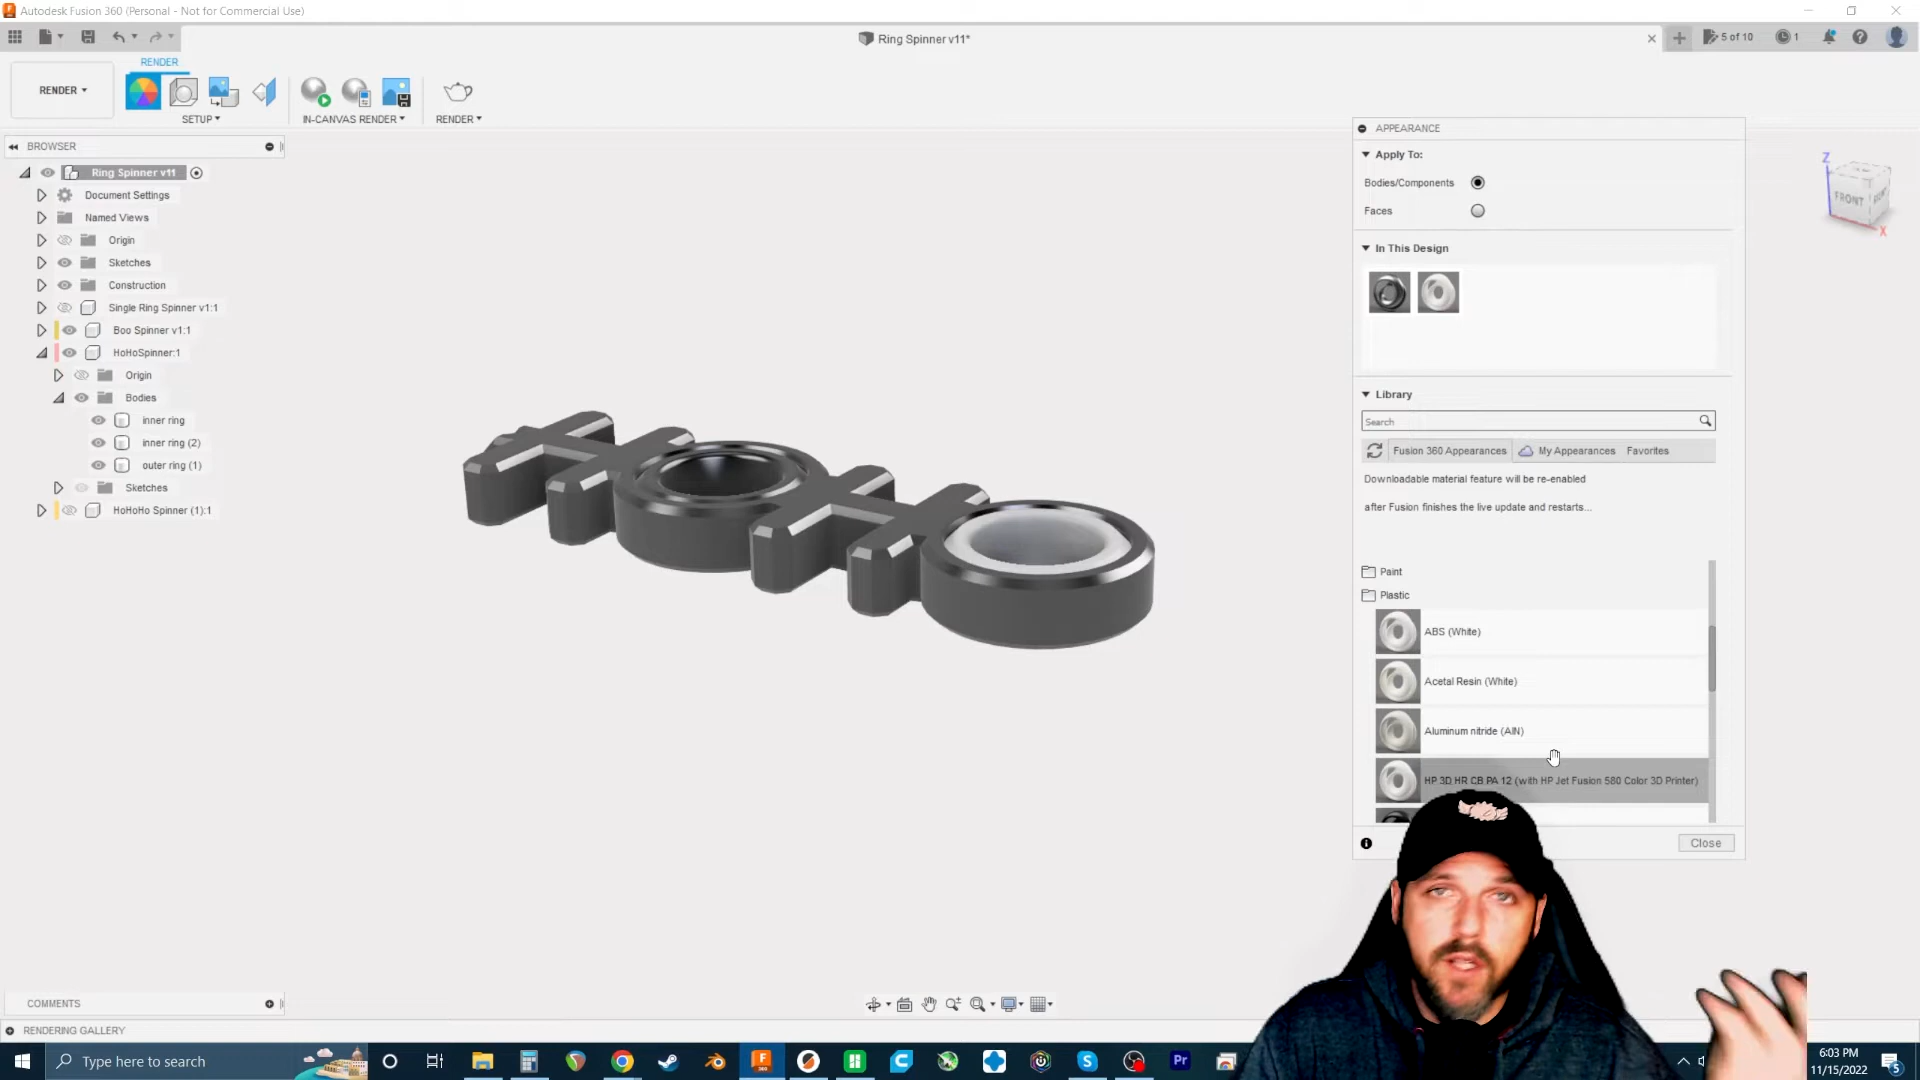 Autodesk Fusion 360 (Personal - Not for Commercial Use)
Ring Spinner v11*
5 of 10
1
RENDER
RENDER
SETUP
IN-CANVAS RENDER
RENDER
BROWSER
Ring Spinner v11
Document Settings
Named Views
Origin
Sketches
Construction
Single Ring Spinner v1:1
Boo Spinner v1:1
HoHoSpinner:1
Origin
Bodies
inner ring
inner ring (2)
outer ring (1)
Sketches
HoHoHo Spinner (1):1
APPEARANCE
Apply To:
Bodies/Components
Faces
In This Design
Library
Search
Fusion 360 Appearances
My Appearances
Favorites
Downloadable material feature will be re-enabled
after Fusion finishes the live update and restarts...
Paint
Plastic
ABS (White)
Acetal Resin (White)
Aluminum nitride (AlN)
HP 3D HR CB PA 12 (with HP Jet Fusion 580 Color 3D Printer)
Close
Z
FRONT
X
COMMENTS
RENDERING GALLERY
Type here to search
F
360
Pr
6:03 PM
11/15/2022
5